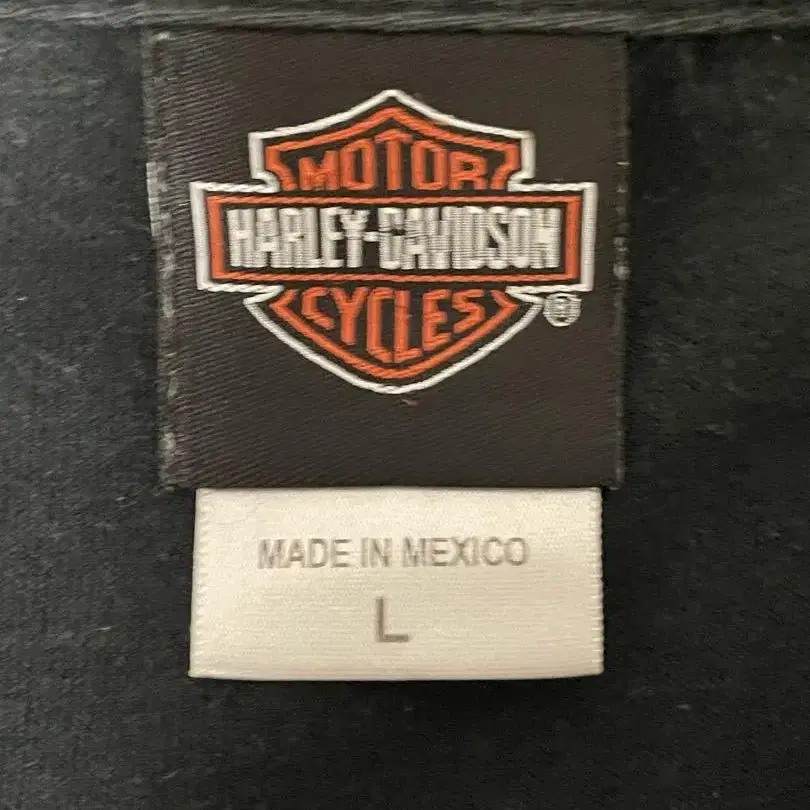 MOTOR
HARLEY-DAVIDSON
CYCLES
®
MADE IN MEXICO
L